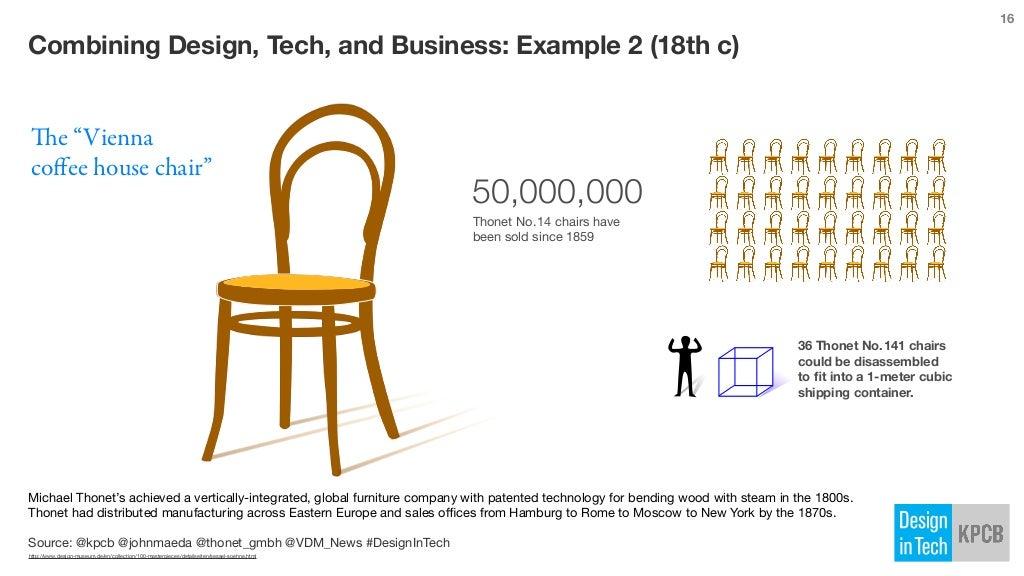 16
Combining Design, Tech, and Business: Example 2 (18th c)
The “Vienna
coffee house chair”
50,000,000
Thonet No.14 chairs have
been sold since 1859
36 Thonet No.141 chairs
could be disassembled
to fit into a 1-meter cubic
shipping container.
Michael Thonet’s achieved a vertically-integrated, global furniture company with patented technology for bending wood with steam in the 1800s.
Thonet had distributed manufacturing across Eastern Europe and sales offices from Hamburg to Rome to Moscow to New York by the 1870s.
Source: @kpcb @johnmaeda @thonet_gmbh @VDM_News #DesignInTech
Design
in Tech
KPCB